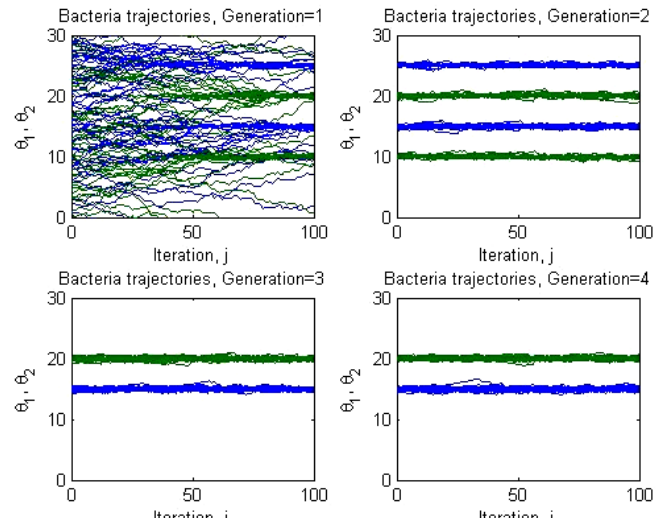 Bacteria trajectories, Generation=1
30
20
10
0
θ₁, θ₂
0 50 100
Iteration, j
Bacteria trajectories, Generation=2
30
20
10
0
θ₁, θ₂
0 50 100
Iteration, j
Bacteria trajectories, Generation=3
30
20
10
0
θ₁, θ₂
0 50 100
Iteration, j
Bacteria trajectories, Generation=4
30
20
10
0
θ₁, θ₂
0 50 100
Iteration, j